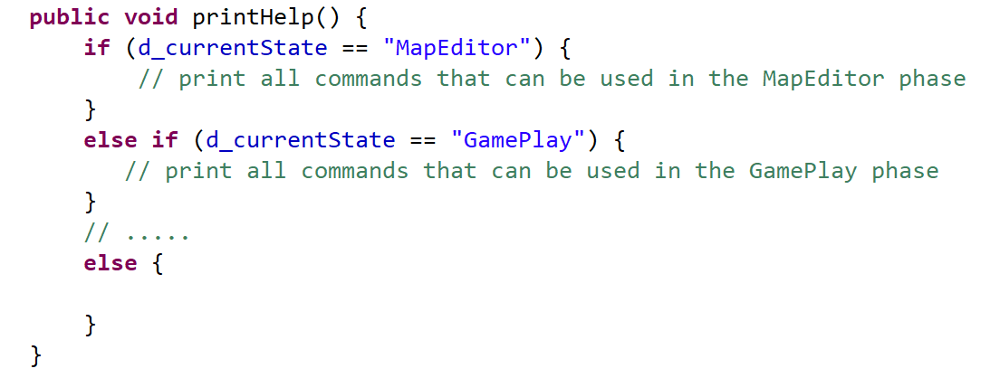 public void printHelp() {
    if (d_currentState == "MapEditor") {
        // print all commands that can be used in the MapEditor phase
    }
    else if (d_currentState == "GamePlay") {
       // print all commands that can be used in the GamePlay phase
    }
    // .....
    else {

    }
}